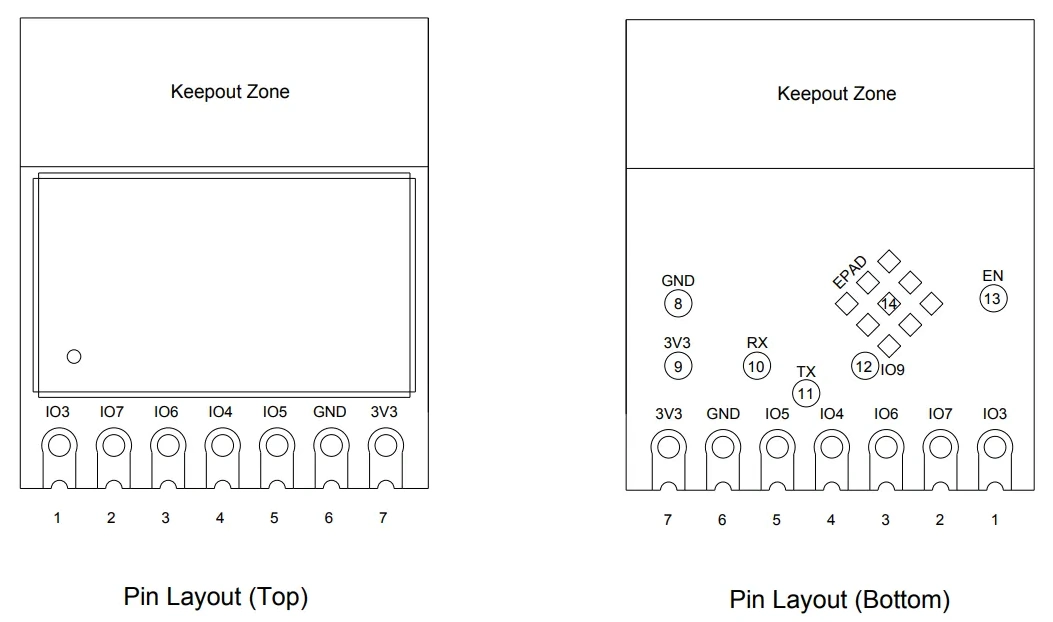 Keepout Zone
IO3 IO7 IO6 IO4 IO5 GND 3V3
1 2 3 4 5 6 7
Pin Layout (Top)
Keepout Zone
EPAD
GND
8
14
EN
13
3V3
9
RX
10
TX
11
12 IO9
3V3 GND IO5 IO4 IO6 IO7 IO3
7 6 5 4 3 2 1
Pin Layout (Bottom)